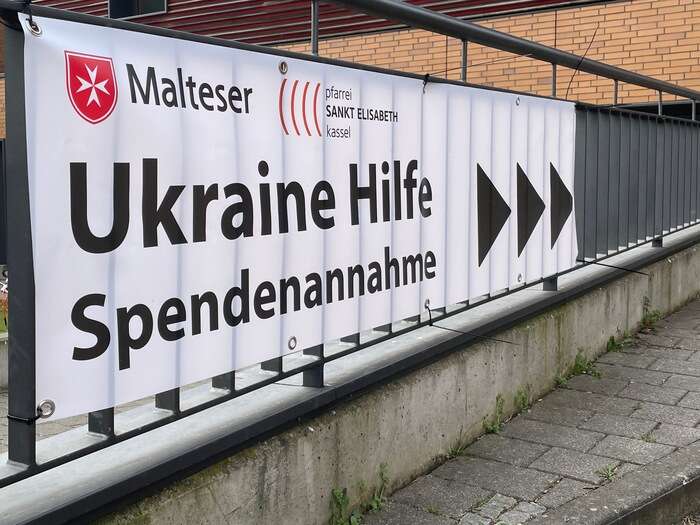 Malteser
pfarrei
SANKT ELISABETH
kassel
Ukraine Hilfe
Spendenannahme